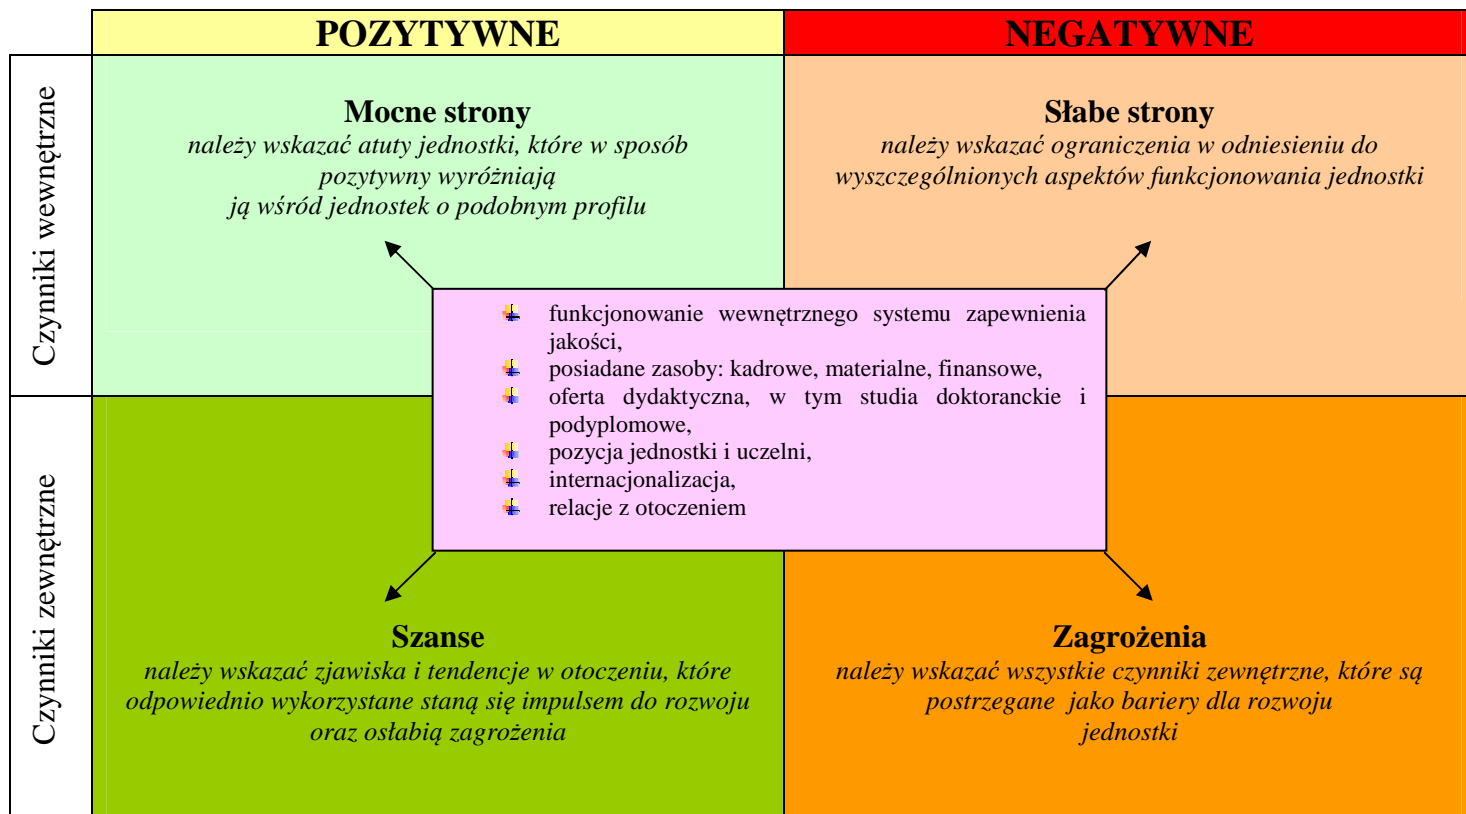 POZYTYWNE
NEGATYWNE
Czynniki wewnętrzne
Mocne strony
należy wskazać atuty jednostki, które w sposób
pozytywny wyróżniają
ją wśród jednostek o podobnym profilu
Słabe strony
należy wskazać ograniczenia w odniesieniu do
wyszczególnionych aspektów funkcjonowania jednostki
funkcjonowanie wewnętrznego systemu zapewnienia
jakości,
posiadane zasoby: kadrowe, materialne, finansowe,
oferta dydaktyczna, w tym studia doktoranckie i
podyplomowe,
pozycja jednostki i uczelni,
internacjonalizacja,
relacje z otoczeniem
Czynniki zewnętrzne
Szanse
należy wskazać zjawiska i tendencje w otoczeniu, które
odpowiednio wykorzystane staną się impulsem do rozwoju
oraz osłabią zagrożenia
Zagrożenia
należy wskazać wszystkie czynniki zewnętrzne, które są
postrzegane  jako bariery dla rozwoju
jednostki